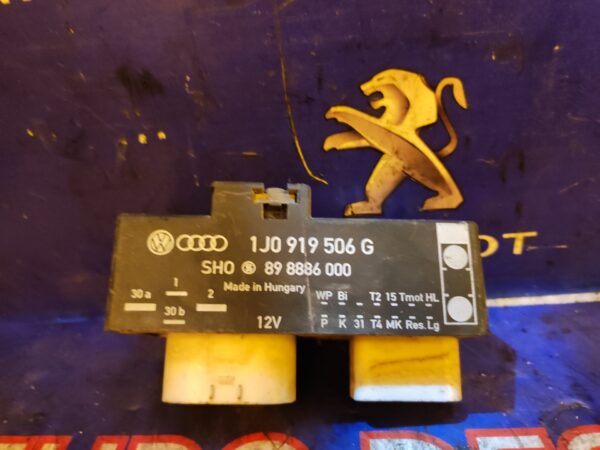 1J0 919 506 G
SHO 89 8886 000
Made in Hungary
30 a 1 2
30 b
12V
WP Bi T2 15 Tmot HL
P K 31 T4 MK Res. Lg
OT